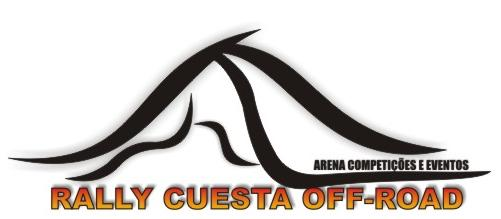 ARENA COMPETIÇÕES E EVENTOS
RALLY CUESTA OFF-ROAD